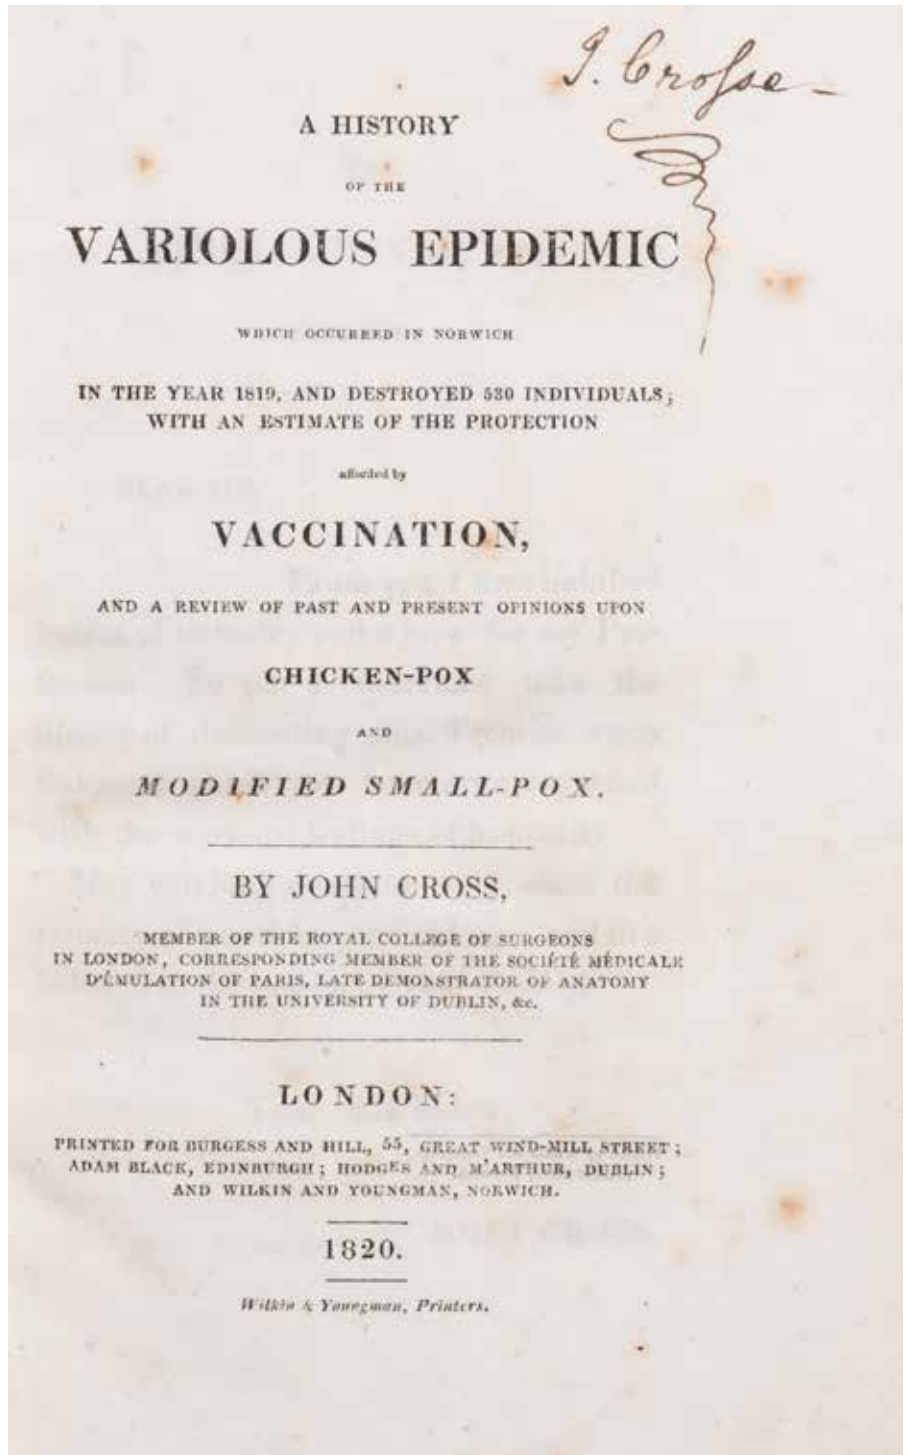 J. Crosse
A HISTORY
OF THE
VARIOLOUS EPIDEMIC
WHICH OCCURRED IN NORWICH
IN THE YEAR 1819, AND DESTROYED 530 INDIVIDUALS;
WITH AN ESTIMATE OF THE PROTECTION
afforded by
VACCINATION,
AND A REVIEW OF PAST AND PRESENT OPINIONS UPON
CHICKEN-POX
AND
MODIFIED SMALL-POX.
BY JOHN CROSS,
MEMBER OF THE ROYAL COLLEGE OF SURGEONS
IN LONDON, CORRESPONDING MEMBER OF THE SOCIÉTÉ MÉDICALE
D'ÉMULATION OF PARIS, LATE DEMONSTRATOR OF ANATOMY
IN THE UNIVERSITY OF DUBLIN, &c.
LONDON:
PRINTED FOR BURGESS AND HILL, 55, GREAT WIND-MILL STREET;
ADAM BLACK, EDINBURGH; HODGES AND M'ARTHUR, DUBLIN;
AND WILKIN AND YOUNGMAN, NORWICH.
1820.
Wilkin & Youngman, Printers.